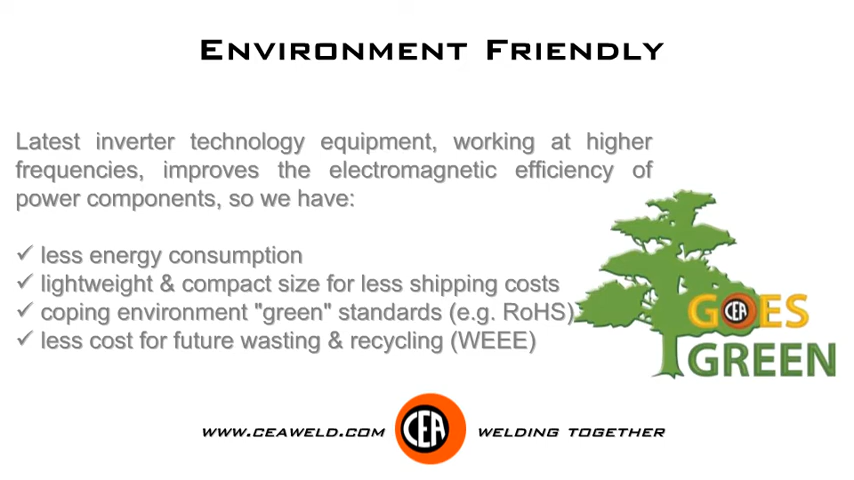 ENVIRONMENT FRIENDLY
Latest inverter technology equipment, working at higher
frequencies, improves the electromagnetic efficiency of
power components, so we have:
✓ less energy consumption
✓ lightweight & compact size for less shipping costs
✓ coping environment "green" standards (e.g. RoHS)
✓ less cost for future wasting & recycling (WEEE)
GOES
CEA
GREEN
WWW.CEAWELD.COM CEA WELDING TOGETHER